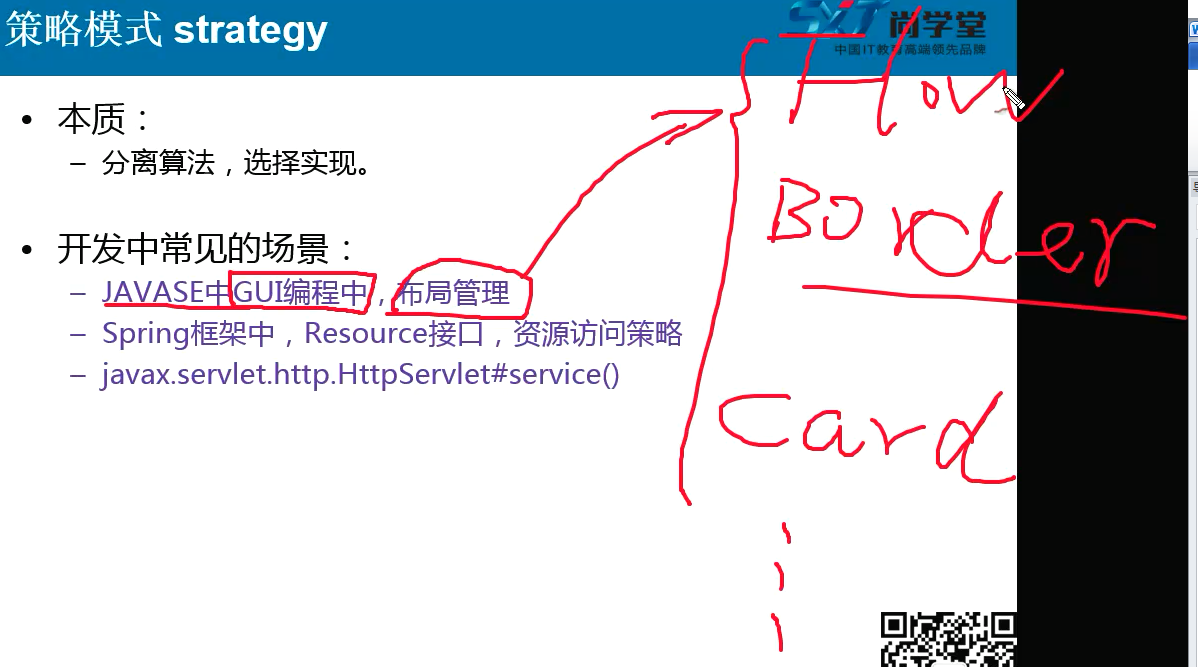 策略模式 strategy
SXT 尚学堂
中国IT教育高端领先品牌
• 本质：
– 分离算法，选择实现。
• 开发中常见的场景：
– JAVASE中GUI编程中，布局管理
– Spring框架中，Resource接口，资源访问策略
– javax.servlet.http.HttpServlet#service()
Flow
Border
Card